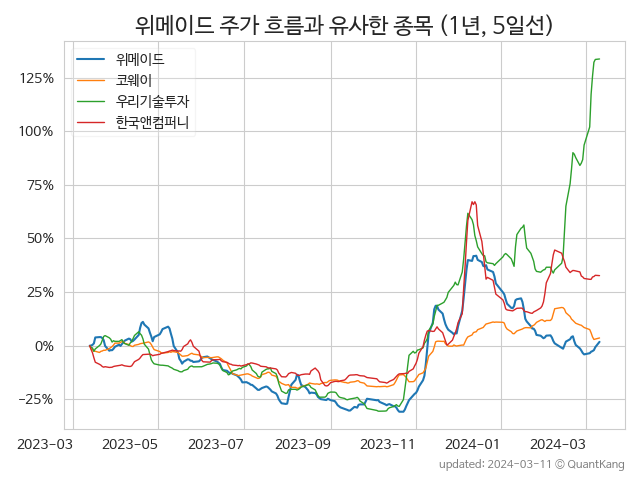 위메이드 주가 흐름과 유사한 종목 (1년, 5일선)
위메이드
코웨이
우리기술투자
한국앤컴퍼니
125%
100%
75%
50%
25%
0%
−25%
2023-03 2023-05 2023-07 2023-09 2023-11 2024-01 2024-03
updated: 2024-03-11 © QuantKang